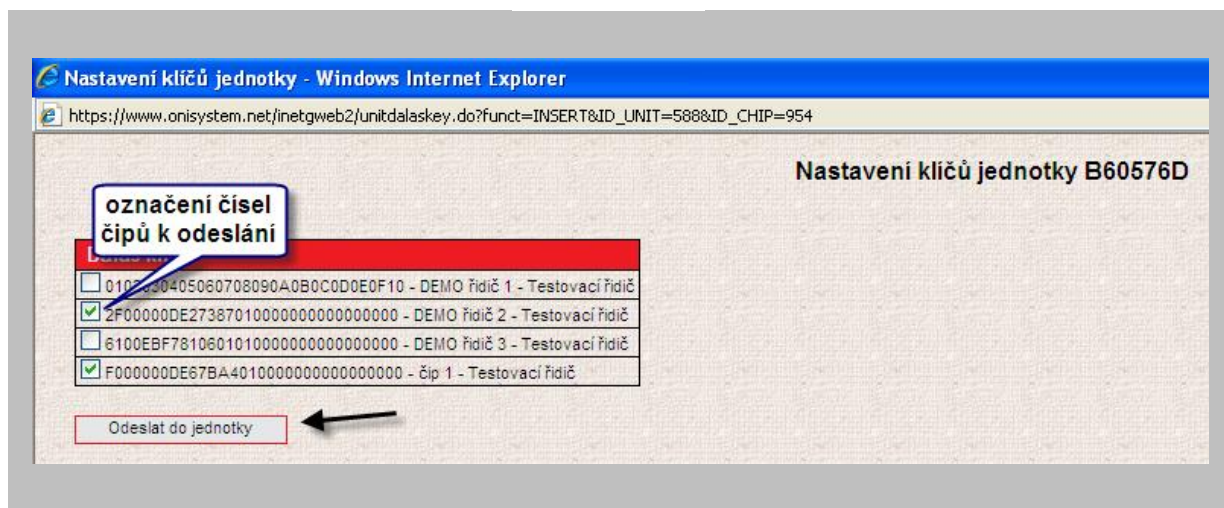 Nastavení klíčů jednotky - Windows Internet Explorer
https://www.onisystem.net/inetgweb2/unitdalaskey.do?funct=INSERT&ID_UNIT=588&ID_CHIP=954
Nastavení klíčů jednotky B60576D
označení čísel
čipů k odeslání
0102030405060708090A0B0C0D0E0F10 - DEMO řidič 1 - Testovací řidič
2F00000DE27387010000000000000000 - DEMO řidič 2 - Testovací řidič
6100EBF7810601010000000000000000 - DEMO řidič 3 - Testovací řidič
F000000DE67BA4010000000000000000 - čip 1 - Testovací řidič
Odeslat do jednotky